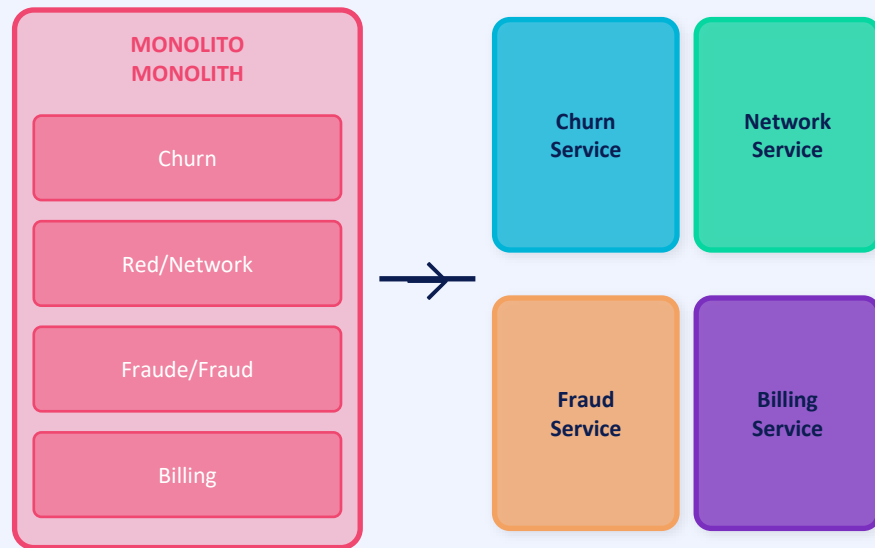 MONOLITO
MONOLITH
Churn
Red/Network
Fraude/Fraud
Billing
Churn
Service
Network
Service
Fraud
Service
Billing
Service